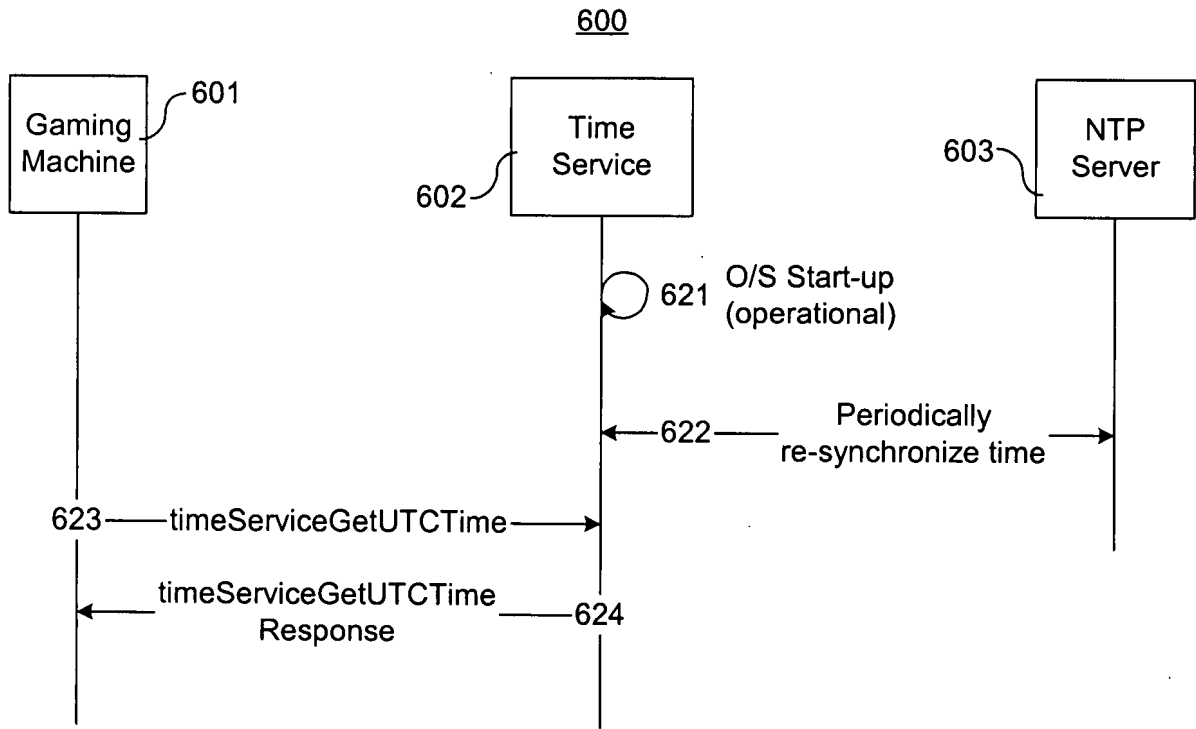 600
Gaming
Machine
601
Time
Service
602
NTP
Server
603
621
O/S Start-up
(operational)
622
Periodically
re-synchronize time
623
timeServiceGetUTCTime
timeServiceGetUTCTime
Response
624